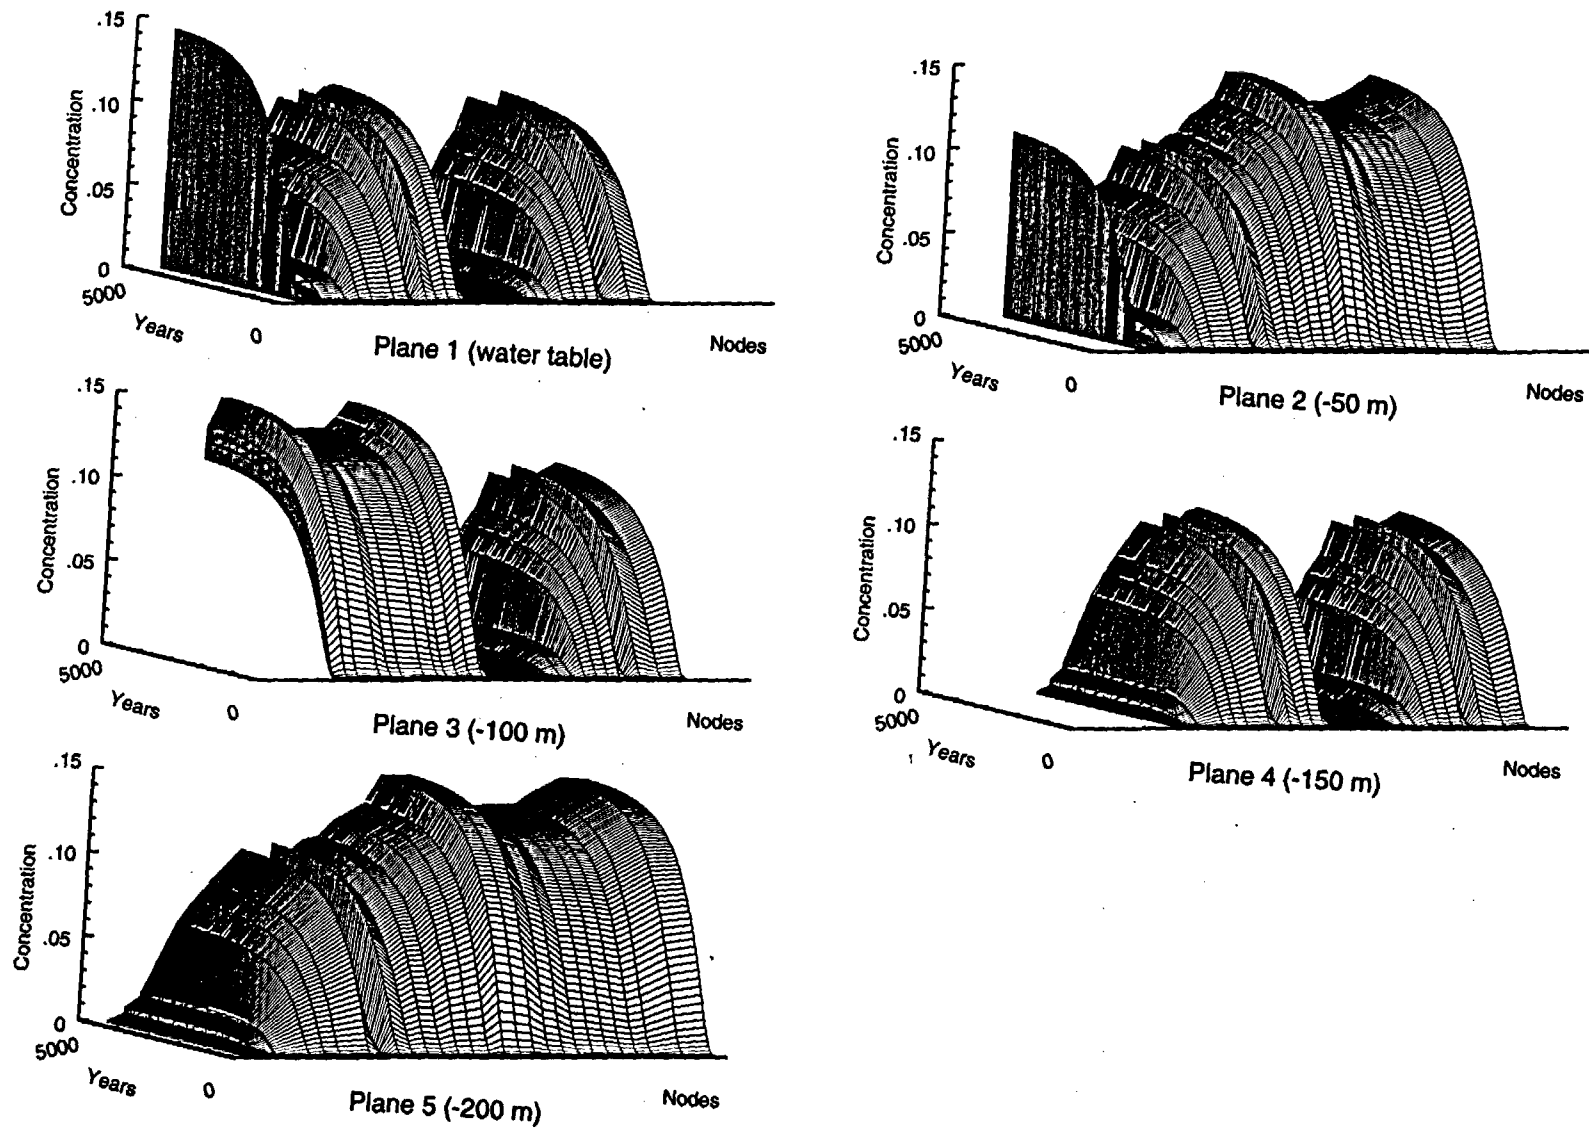 .15
.10
.05
0
Concentration
5000
Years
0
Plane 1 (water table)
Nodes
.15
.10
.05
0
Concentration
5000
Years
0
Plane 2 (-50 m)
Nodes
.15
.10
.05
0
Concentration
5000
Years
0
Plane 3 (-100 m)
Nodes
.15
.10
.05
0
Concentration
5000
Years
0
Plane 4 (-150 m)
Nodes
.15
.10
.05
0
Concentration
5000
Years
0
Plane 5 (-200 m)
Nodes